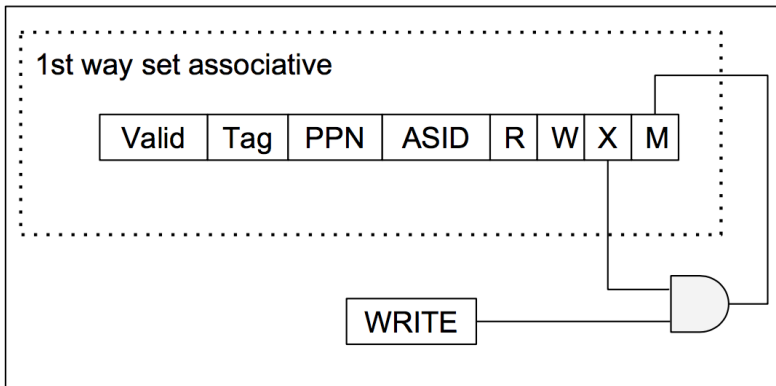 1st way set associative
Valid Tag PPN ASID R W X M
WRITE